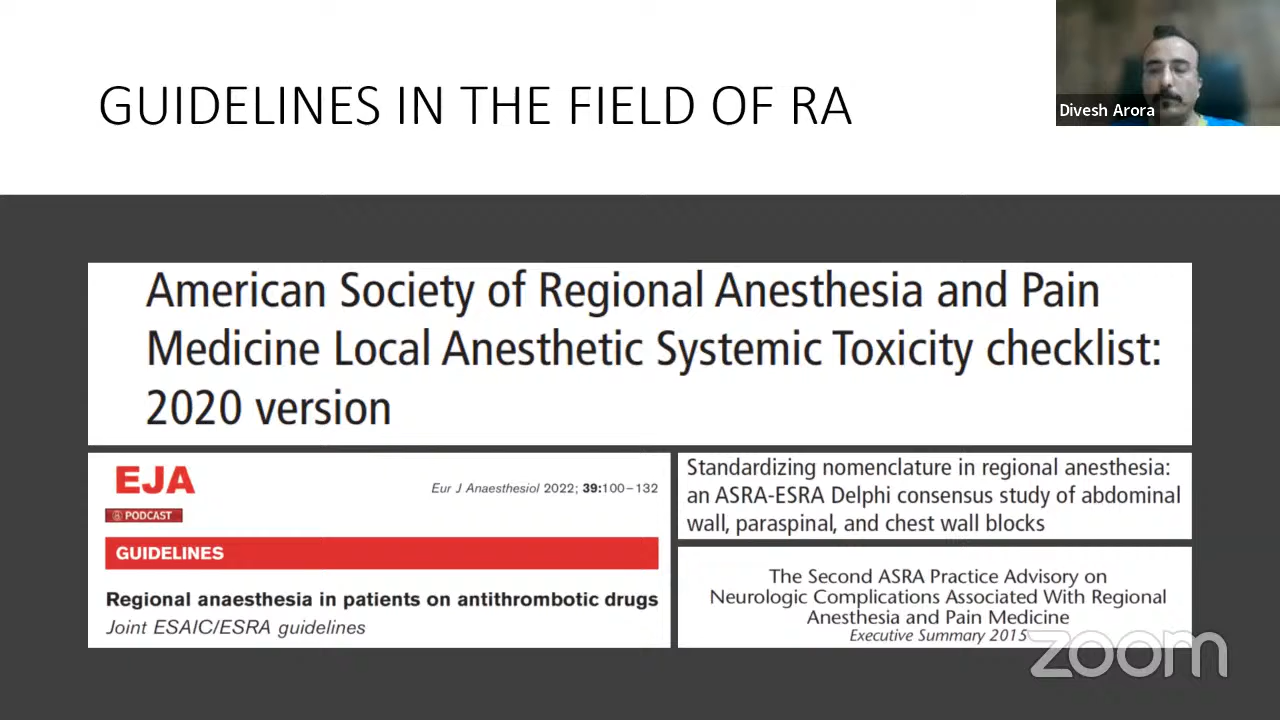 GUIDELINES IN THE FIELD OF RA
Divesh Arora
American Society of Regional Anesthesia and Pain
Medicine Local Anesthetic Systemic Toxicity checklist:
2020 version
EJA
Eur J Anaesthesiol 2022; 39:100–132
PODCAST
GUIDELINES
Regional anaesthesia in patients on antithrombotic drugs
Joint ESAIC/ESRA guidelines
Standardizing nomenclature in regional anesthesia:
an ASRA-ESRA Delphi consensus study of abdominal
wall, paraspinal, and chest wall blocks
The Second ASRA Practice Advisory on
Neurologic Complications Associated With Regional
Anesthesia and Pain Medicine
Executive Summary 2015
zoom